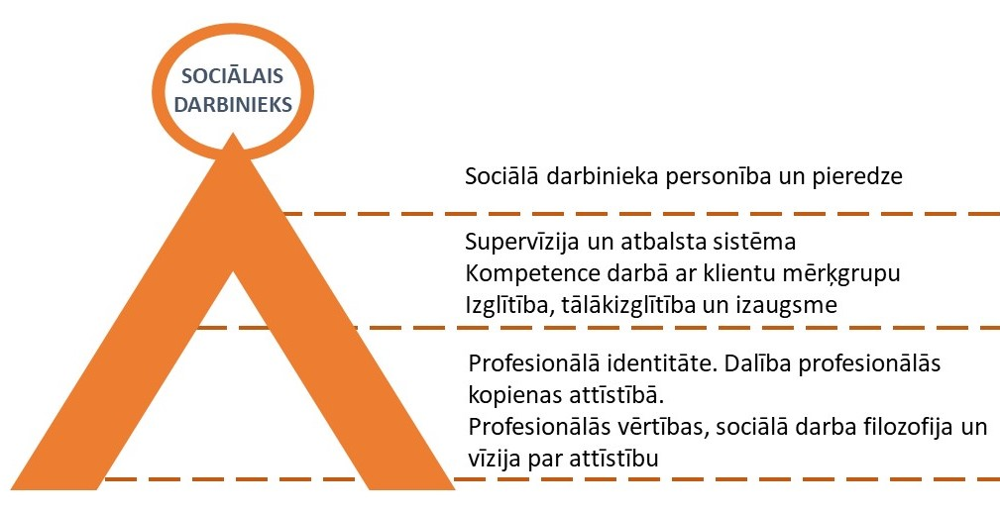 SOCIĀLAIS
DARBINIEKS
Sociālā darbinieka personība un pieredze
Supervīzija un atbalsta sistēma
Kompetence darbā ar klientu mērķgrupu
Izglītība, tālākizglītība un izaugsme
Profesionālā identitāte. Dalība profesionālās
kopienas attīstībā.
Profesionālās vērtības, sociālā darba filozofija un
vīzija par attīstību